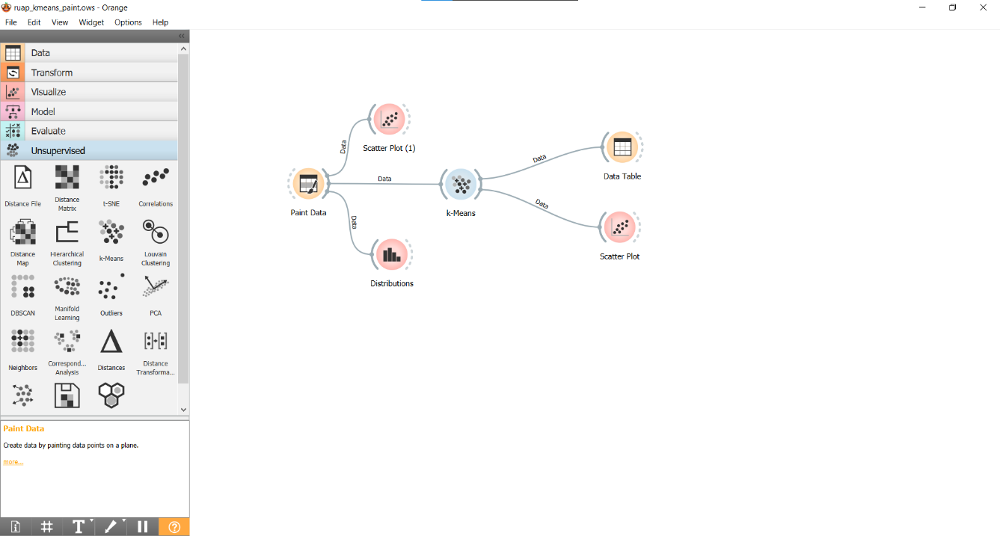 ruap_kmeans_paint.ows - Orange
File Edit View Widget Options Help
Data
Transform
Visualize
Model
Evaluate
Unsupervised
Distance File
Distance
Matrix
t-SNE
Correlations
Distance
Map
Hierarchical
Clustering
k-Means
Louvain
Clustering
DBSCAN
Manifold
Learning
Outliers
PCA
Neighbors
Correspond...
Analysis
Distances
Distance
Transforma...
Paint Data
Create data by painting data points on a plane.
more...
Data
Scatter Plot (1)
Data
Paint Data
Data
Distributions
k-Means
Data
Data Table
Data
Scatter Plot